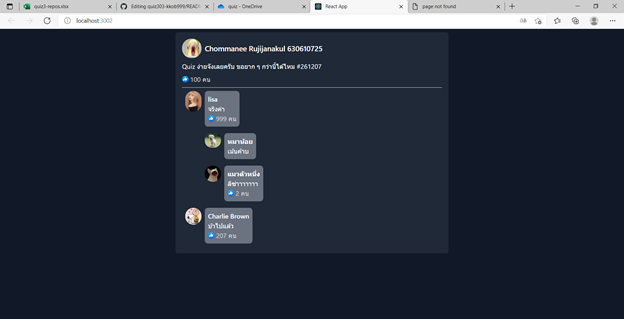 quiz3-repos.xlsx
Editing quiz303-kkob999/READM
quiz - OneDrive
React App
page not found
localhost:3002
Chommanee Rujijanakul 630610725
Quiz ง่ายจังเลยครับ ขอยาก ๆ กว่านี้ได้ไหม #261207
100 คน
lisa
จริงค่า
999 คน
หมาน้อย
เม้นค้าบ
แมวตัวหนึ่ง
ดิช่าาาาาาา
2 คน
Charlie Brown
บ้าไปแล้ว
207 คน